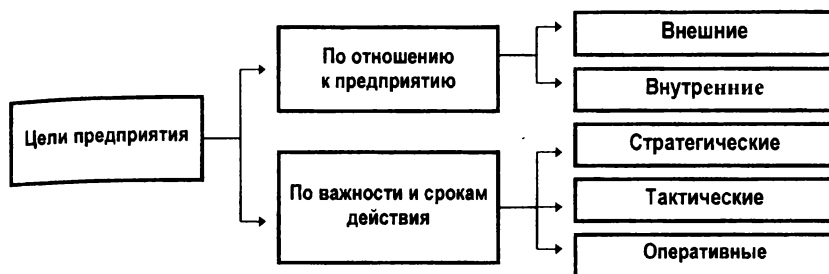 Цели предприятия
По отношению
к предприятию
Внешние
Внутренние
По важности и срокам
действия
Стратегические
Тактические
Оперативные